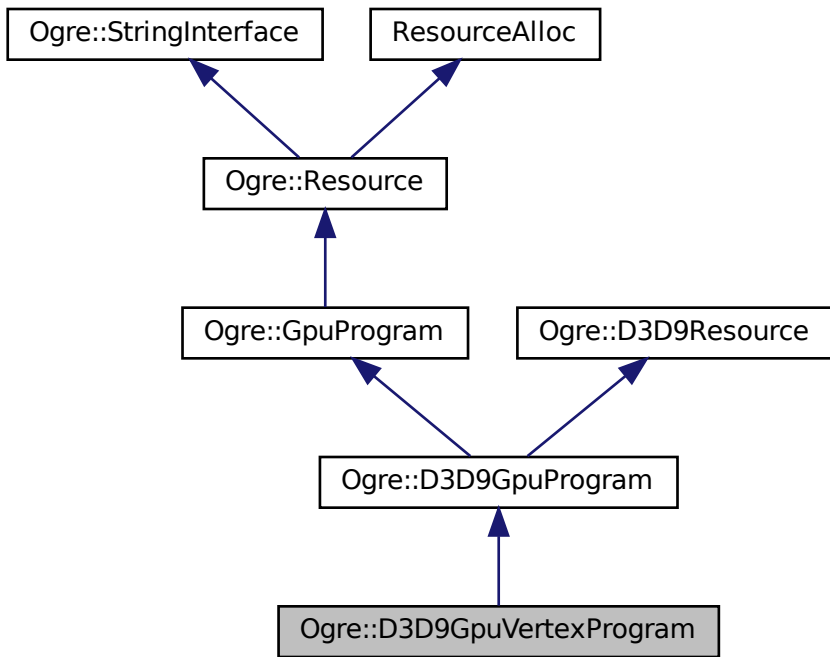 Ogre::StringInterface
ResourceAlloc
Ogre::Resource
Ogre::GpuProgram
Ogre::D3D9Resource
Ogre::D3D9GpuProgram
Ogre::D3D9GpuVertexProgram